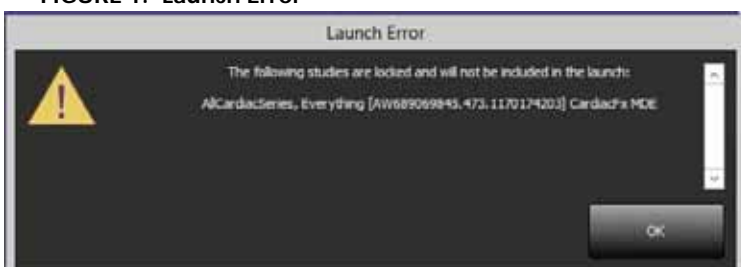 FIGURE 1. Launch Error
Launch Error
The following studies are locked and will not be included in the launch:
AllCardiacSeries, Everything [AW689069845.473.1170174203] CardiacFx MDE
OK